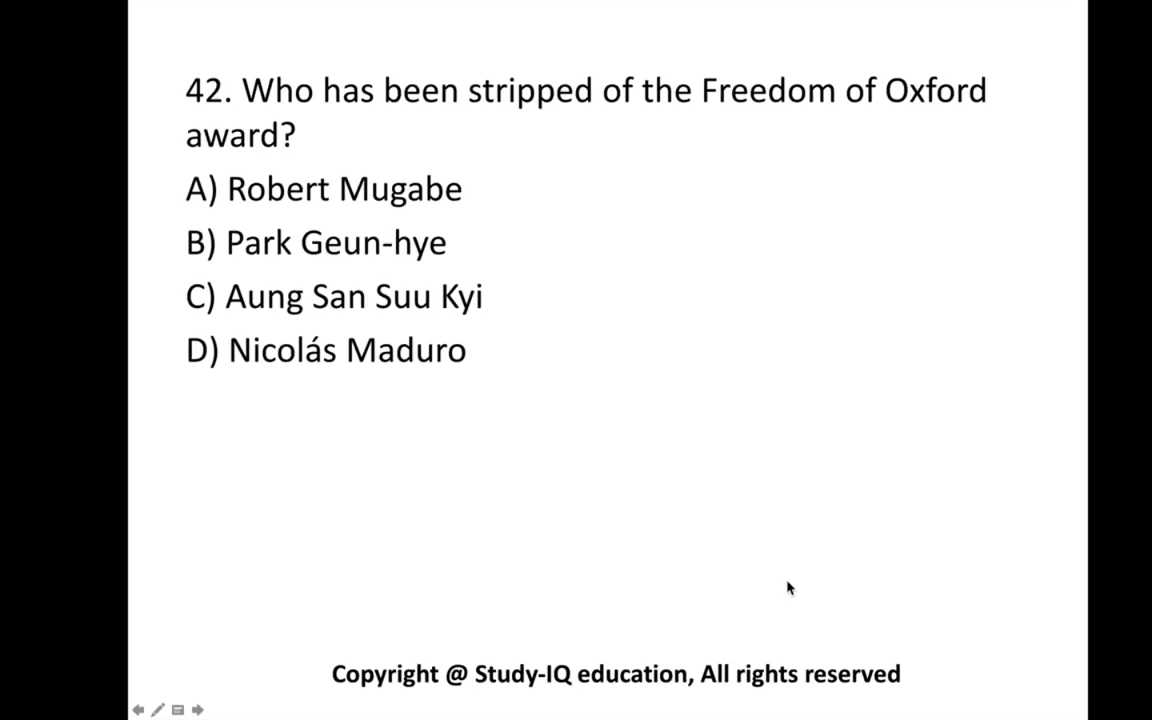 42. Who has been stripped of the Freedom of Oxford
award?
A) Robert Mugabe
B) Park Geun-hye
C) Aung San Suu Kyi
D) Nicolás Maduro
Copyright @ Study-IQ education, All rights reserved